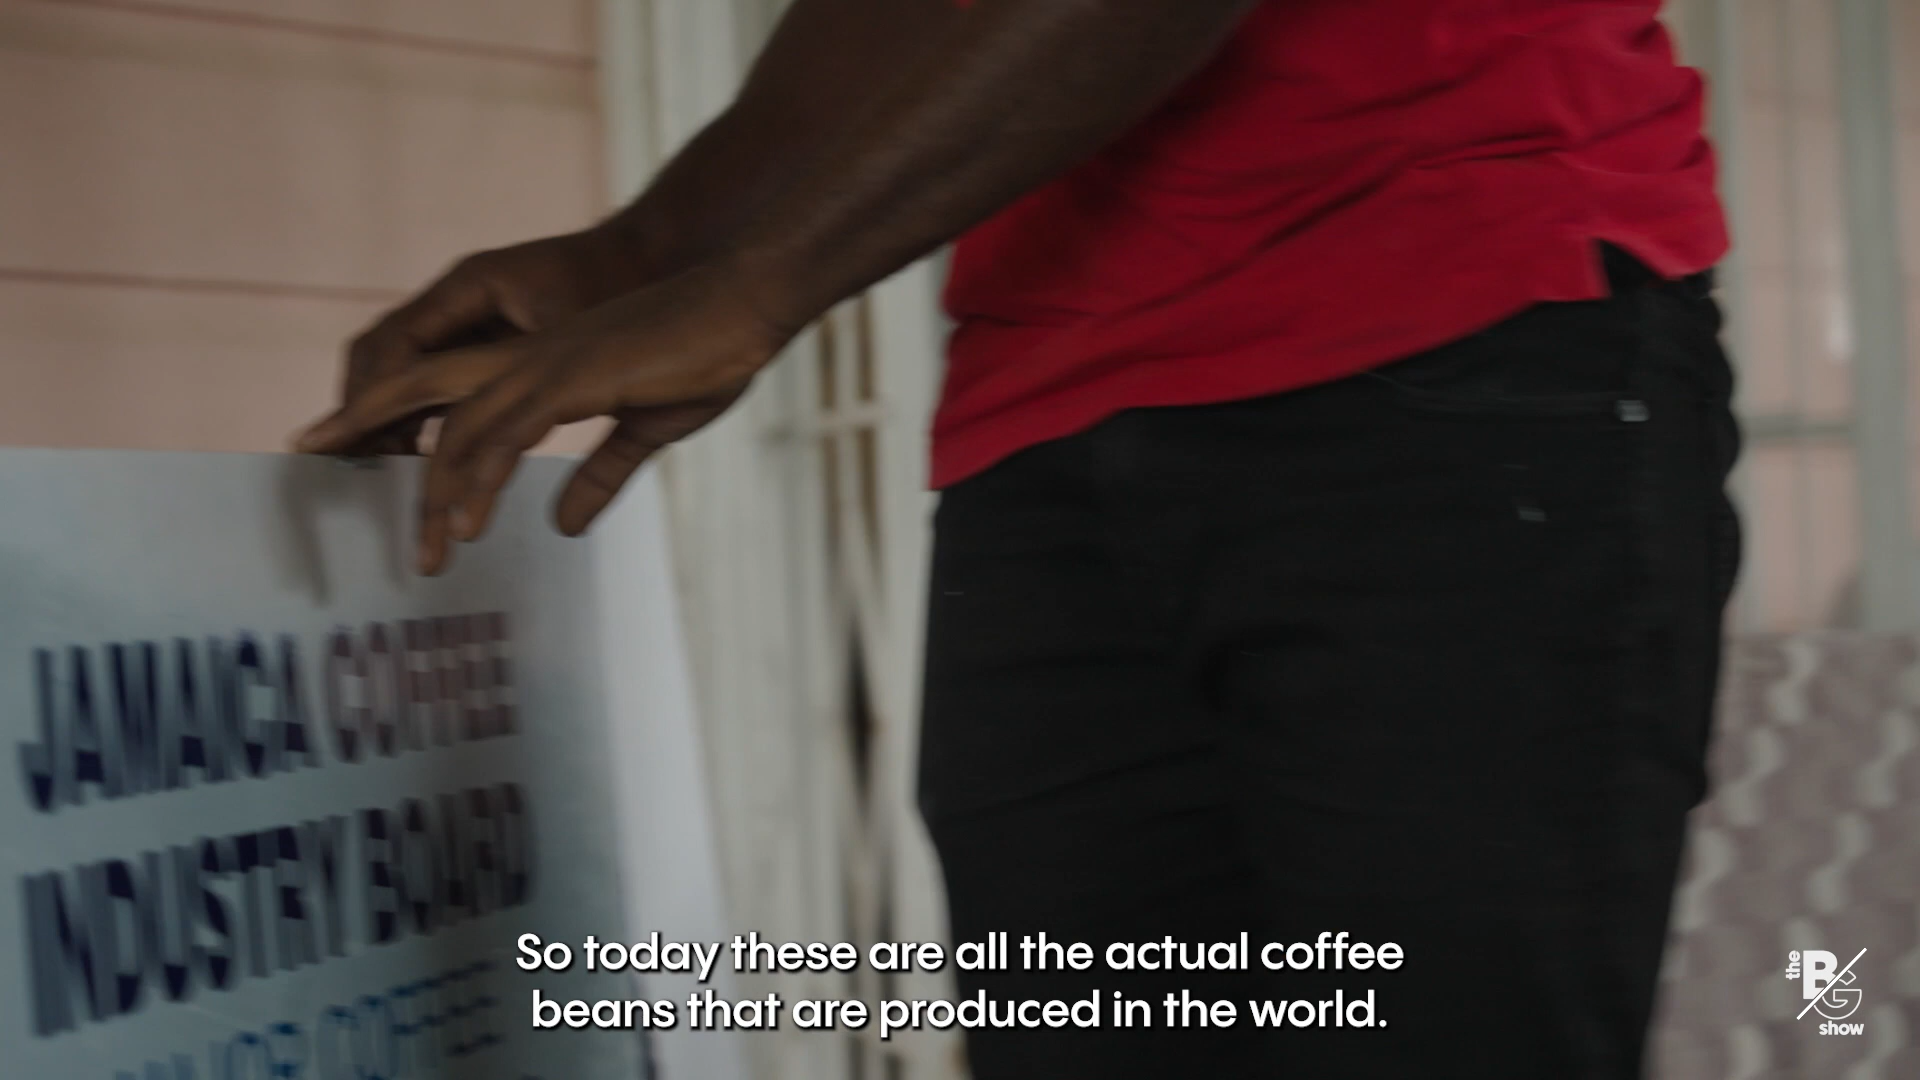 JAMAICA COFFEE
INDUSTRY BOARD
So today these are all the actual coffee
beans that are produced in the world.
the BG
show